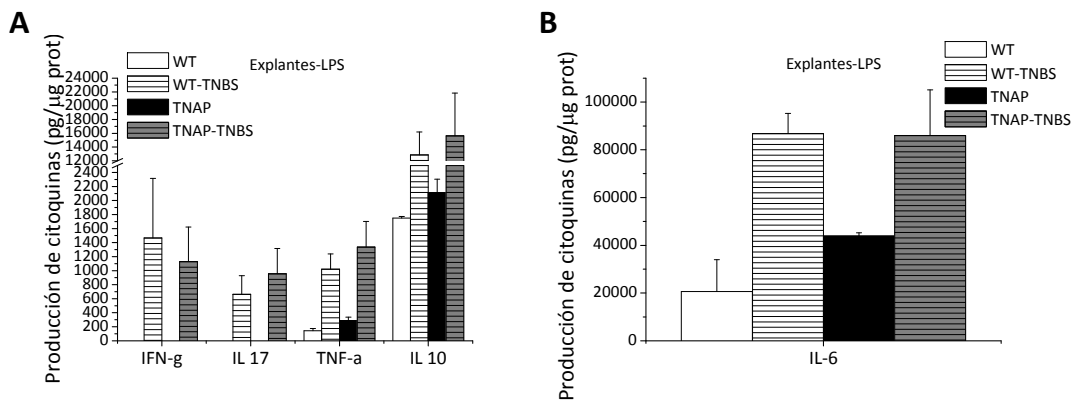 A
Explantes-LPS
WT
WT-TNBS
TNAP
TNAP-TNBS
Producción de citoquinas (pg/µg prot)
24000
22000
20000
18000
16000
14000
12000
2400
2200
2000
1800
1600
1400
1200
1000
800
600
400
200
0
IFN-g IL 17 TNF-a IL 10
B
Explantes-LPS
WT
WT-TNBS
TNAP
TNAP-TNBS
Producción de citoquinas (pg/µg prot)
100000
80000
60000
40000
20000
0
IL-6